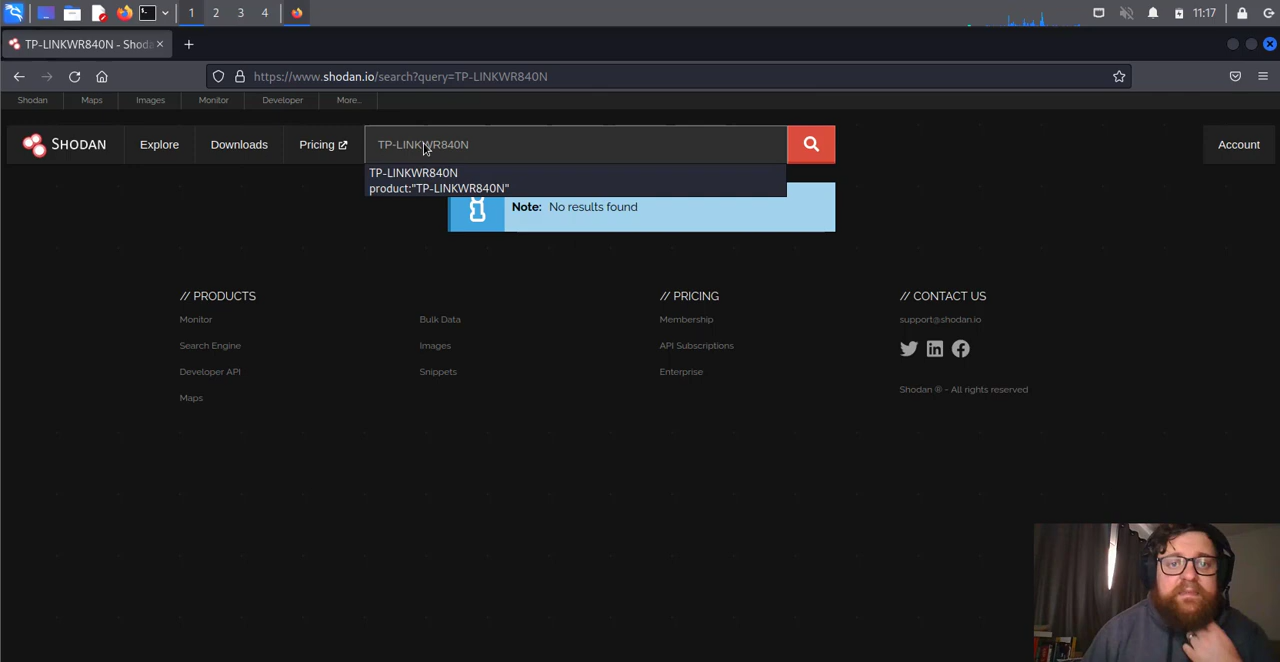 1 2 3 4 11:17
TP-LINKWR840N - Shoda
https://www.shodan.io/search?query=TP-LINKWR840N
Shodan Maps Images Monitor Developer More...
SHODAN Explore Downloads Pricing TP-LINKWR840N Account
TP-LINKWR840N
product:"TP-LINKWR840N"
Note: No results found
// PRODUCTS // PRICING // CONTACT US
Monitor Bulk Data Membership support@shodan.io
Search Engine Images API Subscriptions
Developer API Snippets Enterprise
Maps Shodan ® - All rights reserved